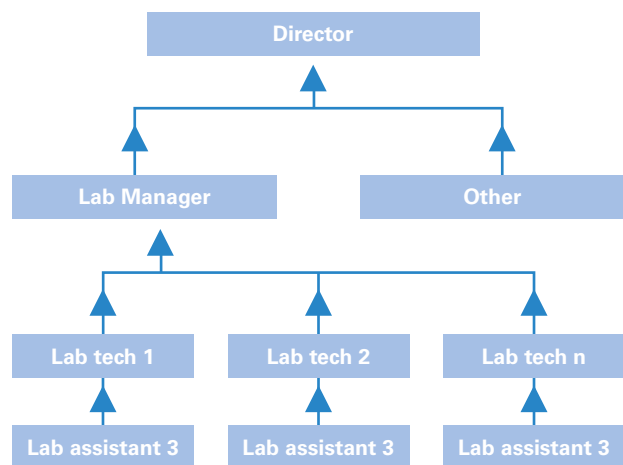 Director
Lab Manager
Other
Lab tech 1
Lab tech 2
Lab tech n
Lab assistant 3
Lab assistant 3
Lab assistant 3